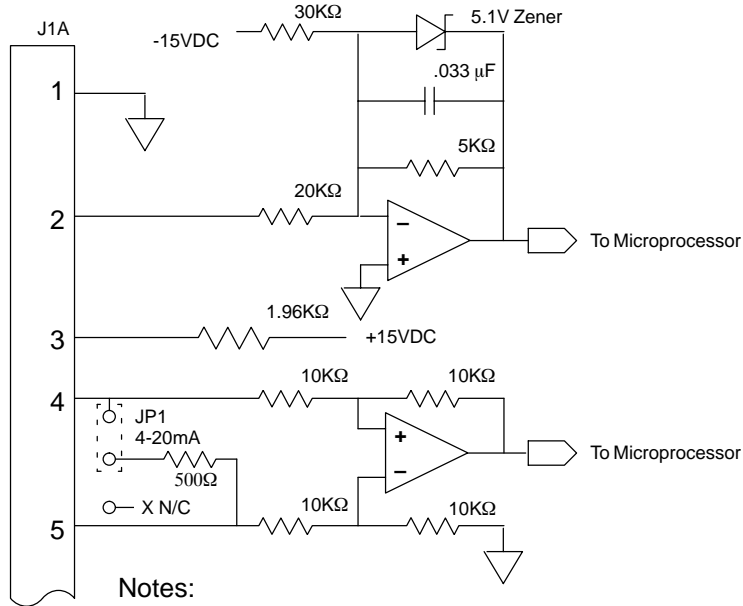 J1A
30KΩ
5.1V Zener
-15VDC
.033 μF
1
5KΩ
20KΩ
2
−
+
To Microprocessor
1.96KΩ
3
+15VDC
4
10KΩ
10KΩ
JP1
4-20mA
+
−
To Microprocessor
500Ω
X N/C
10KΩ
10KΩ
5
Notes: